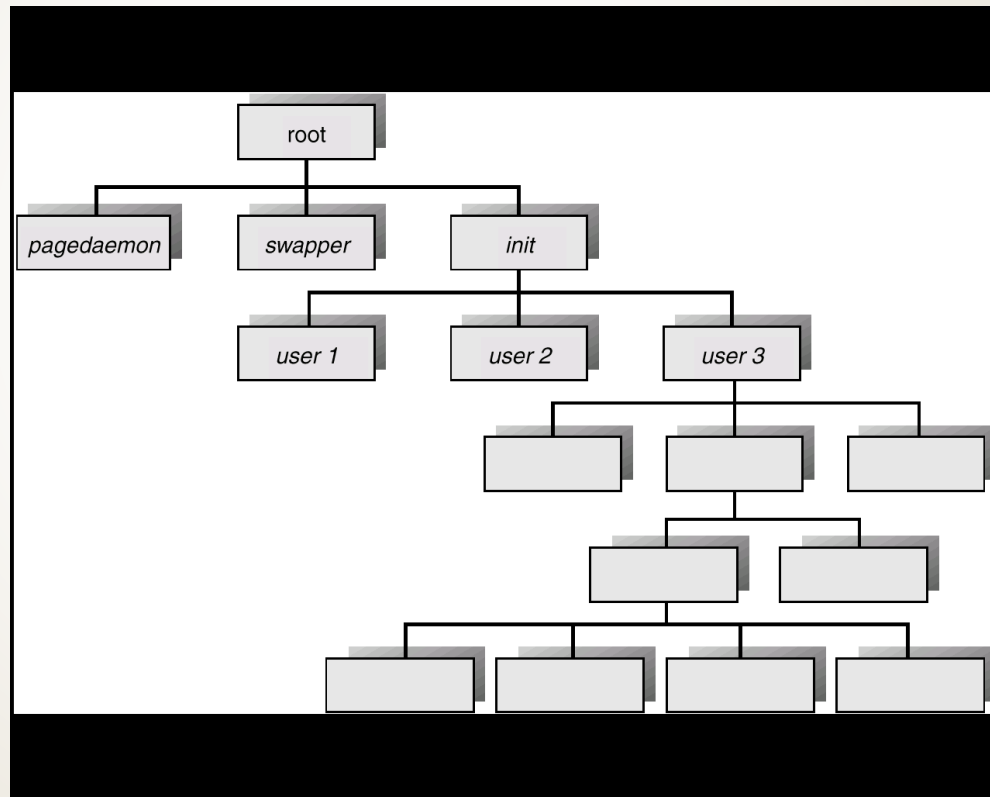 root
pagedaemon
swapper
init
user 1
user 2
user 3